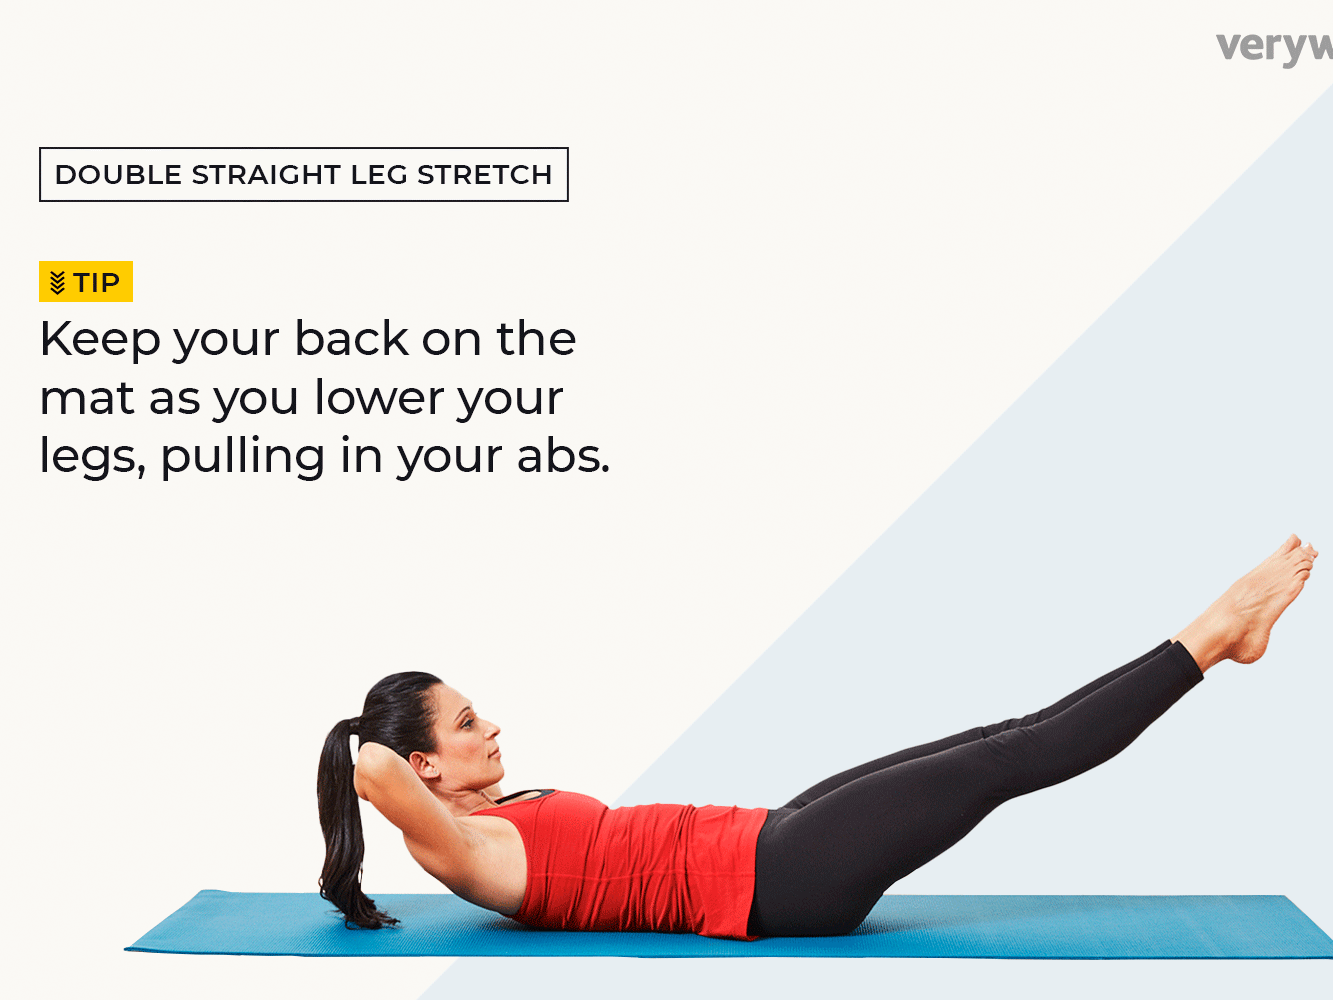 veryw
DOUBLE STRAIGHT LEG STRETCH
TIP
Keep your back on the
mat as you lower your
legs, pulling in your abs.